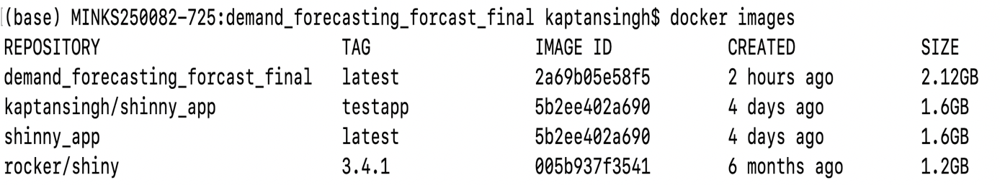 (base) MINKS250082-725:demand_forecasting_forcast_final kaptansingh$ docker images
REPOSITORY TAG IMAGE ID CREATED SIZE
demand_forecasting_forcast_final latest 2a69b05e58f5 2 hours ago 2.12GB
kaptansingh/shinny_app testapp 5b2ee402a690 4 days ago 1.6GB
shinny_app latest 5b2ee402a690 4 days ago 1.6GB
rocker/shiny 3.4.1 005b937f3541 6 months ago 1.2GB